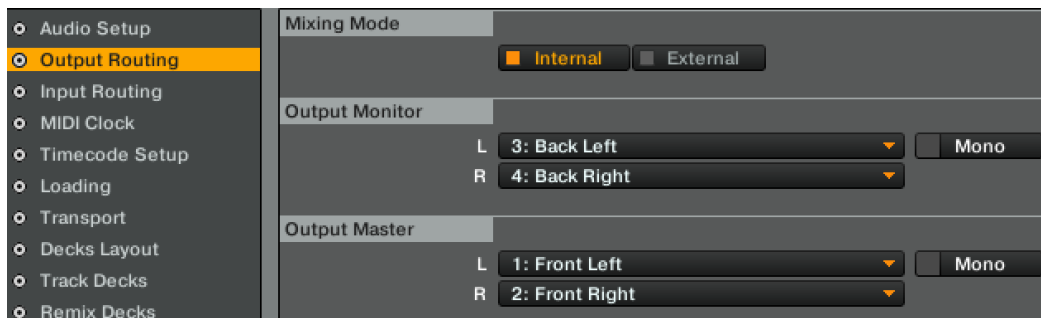 Audio Setup
Output Routing
Input Routing
MIDI Clock
Timecode Setup
Loading
Transport
Decks Layout
Track Decks
Remix Decks
Mixing Mode
Internal External
Output Monitor
L 3: Back Left Mono
R 4: Back Right
Output Master
L 1: Front Left Mono
R 2: Front Right